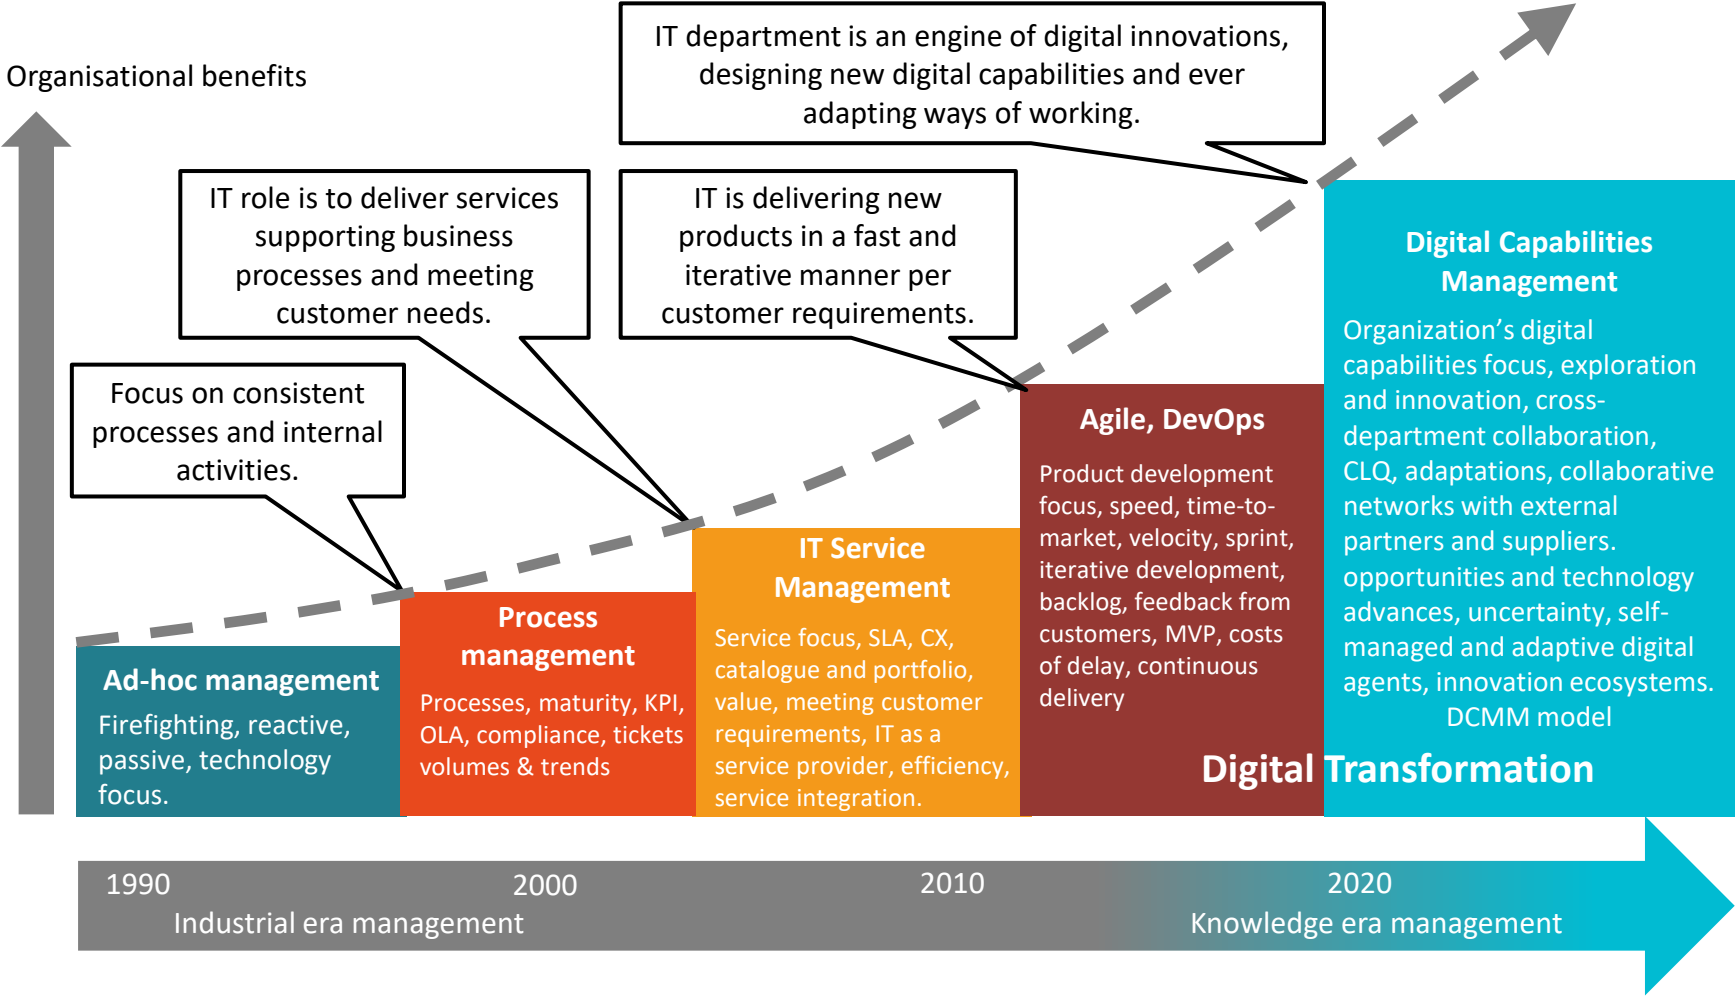 Organisational benefits
IT department is an engine of digital innovations,
designing new digital capabilities and ever
adapting ways of working.
IT role is to deliver services
supporting business
processes and meeting
customer needs.
IT is delivering new
products in a fast and
iterative manner per
customer requirements.
Focus on consistent
processes and internal
activities.
Ad-hoc management
Firefighting, reactive,
passive, technology
focus.
Process
management
Processes, maturity, KPI,
OLA, compliance, tickets
volumes & trends
IT Service
Management
Service focus, SLA, CX,
catalogue and portfolio,
value, meeting customer
requirements, IT as a
service provider, efficiency,
service integration.
Agile, DevOps
Product development
focus, speed, time-to-
market, velocity, sprint,
iterative development,
backlog, feedback from
customers, MVP, costs
of delay, continuous
delivery
Digital Capabilities
Management
Organization’s digital
capabilities focus, exploration
and innovation, cross-
department collaboration,
CLQ, adaptations, collaborative
networks with external
partners and suppliers.
opportunities and technology
advances, uncertainty, self-
managed and adaptive digital
agents, innovation ecosystems.
DCMM model
Digital Transformation
1990
2000
2010
2020
Industrial era management
Knowledge era management